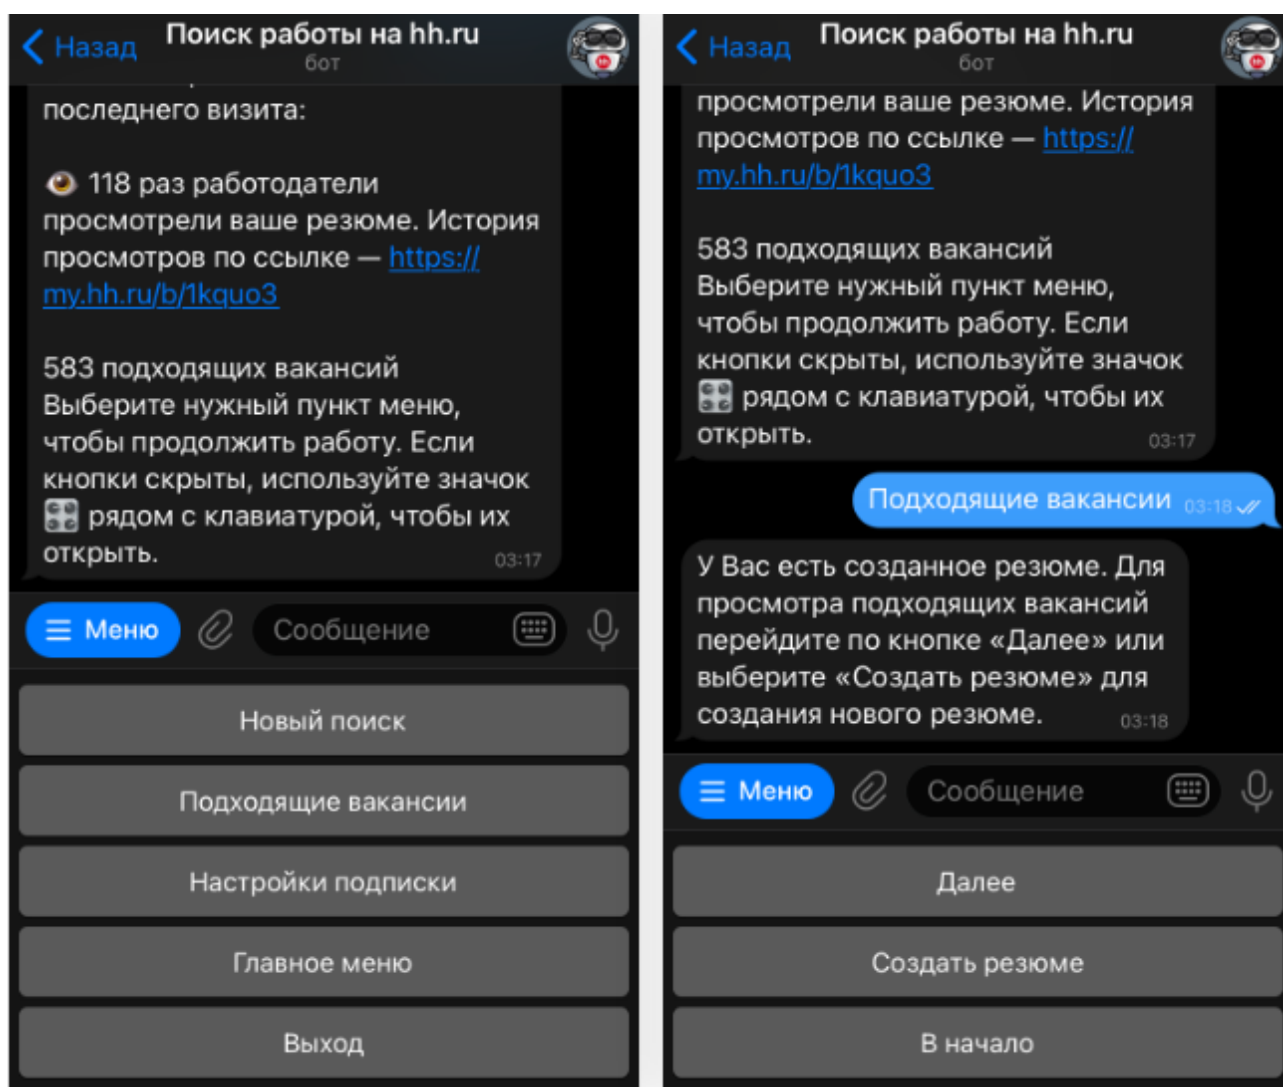 Назад
Поиск работы на hh.ru
бот
последнего визита:
118 раз работодатели
просмотрели ваше резюме. История
просмотров по ссылке — https://
my.hh.ru/b/1kquo3
583 подходящих вакансий
Выберите нужный пункт меню,
чтобы продолжить работу. Если
кнопки скрыты, используйте значок
рядом с клавиатурой, чтобы их
открыть.
03:17
Меню
Сообщение
Новый поиск
Подходящие вакансии
Настройки подписки
Главное меню
Выход
Назад
Поиск работы на hh.ru
бот
просмотрели ваше резюме. История
просмотров по ссылке — https://
my.hh.ru/b/1kquo3
583 подходящих вакансий
Выберите нужный пункт меню,
чтобы продолжить работу. Если
кнопки скрыты, используйте значок
рядом с клавиатурой, чтобы их
открыть.
03:17
Подходящие вакансии 03:18
У Вас есть созданное резюме. Для
просмотра подходящих вакансий
перейдите по кнопке «Далее» или
выберите «Создать резюме» для
создания нового резюме.
03:18
Меню
Сообщение
Далее
Создать резюме
В начало